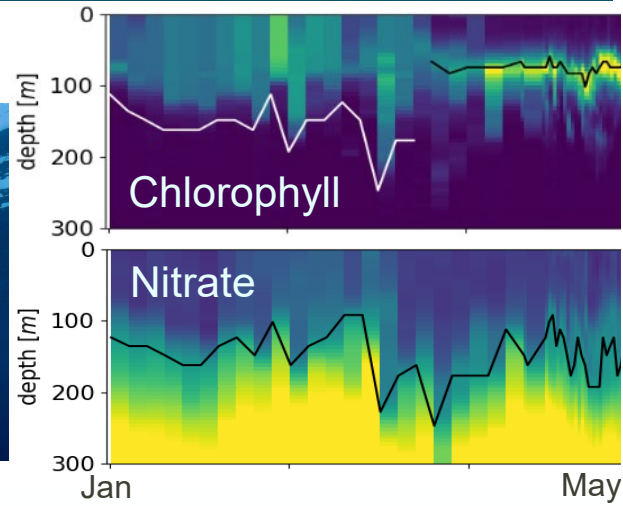 0
100
200
300
depth [m]
Chlorophyll
0
100
200
300
depth [m]
Nitrate
Jan
May